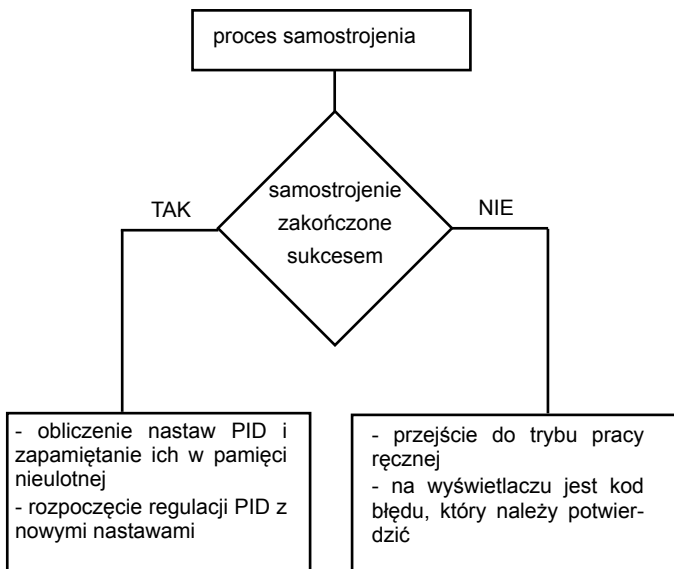 proces samostrojenia
samostrojenie
zakończone
sukcesem
TAK
NIE
- obliczenie nastaw PID i
zapamiętanie ich w pamięci
nieulotnej
- rozpoczęcie regulacji PID z
nowymi nastawami
- przejście do trybu pracy
ręcznej
- na wyświetlaczu jest kod
błędu, który należy potwier-
dzić